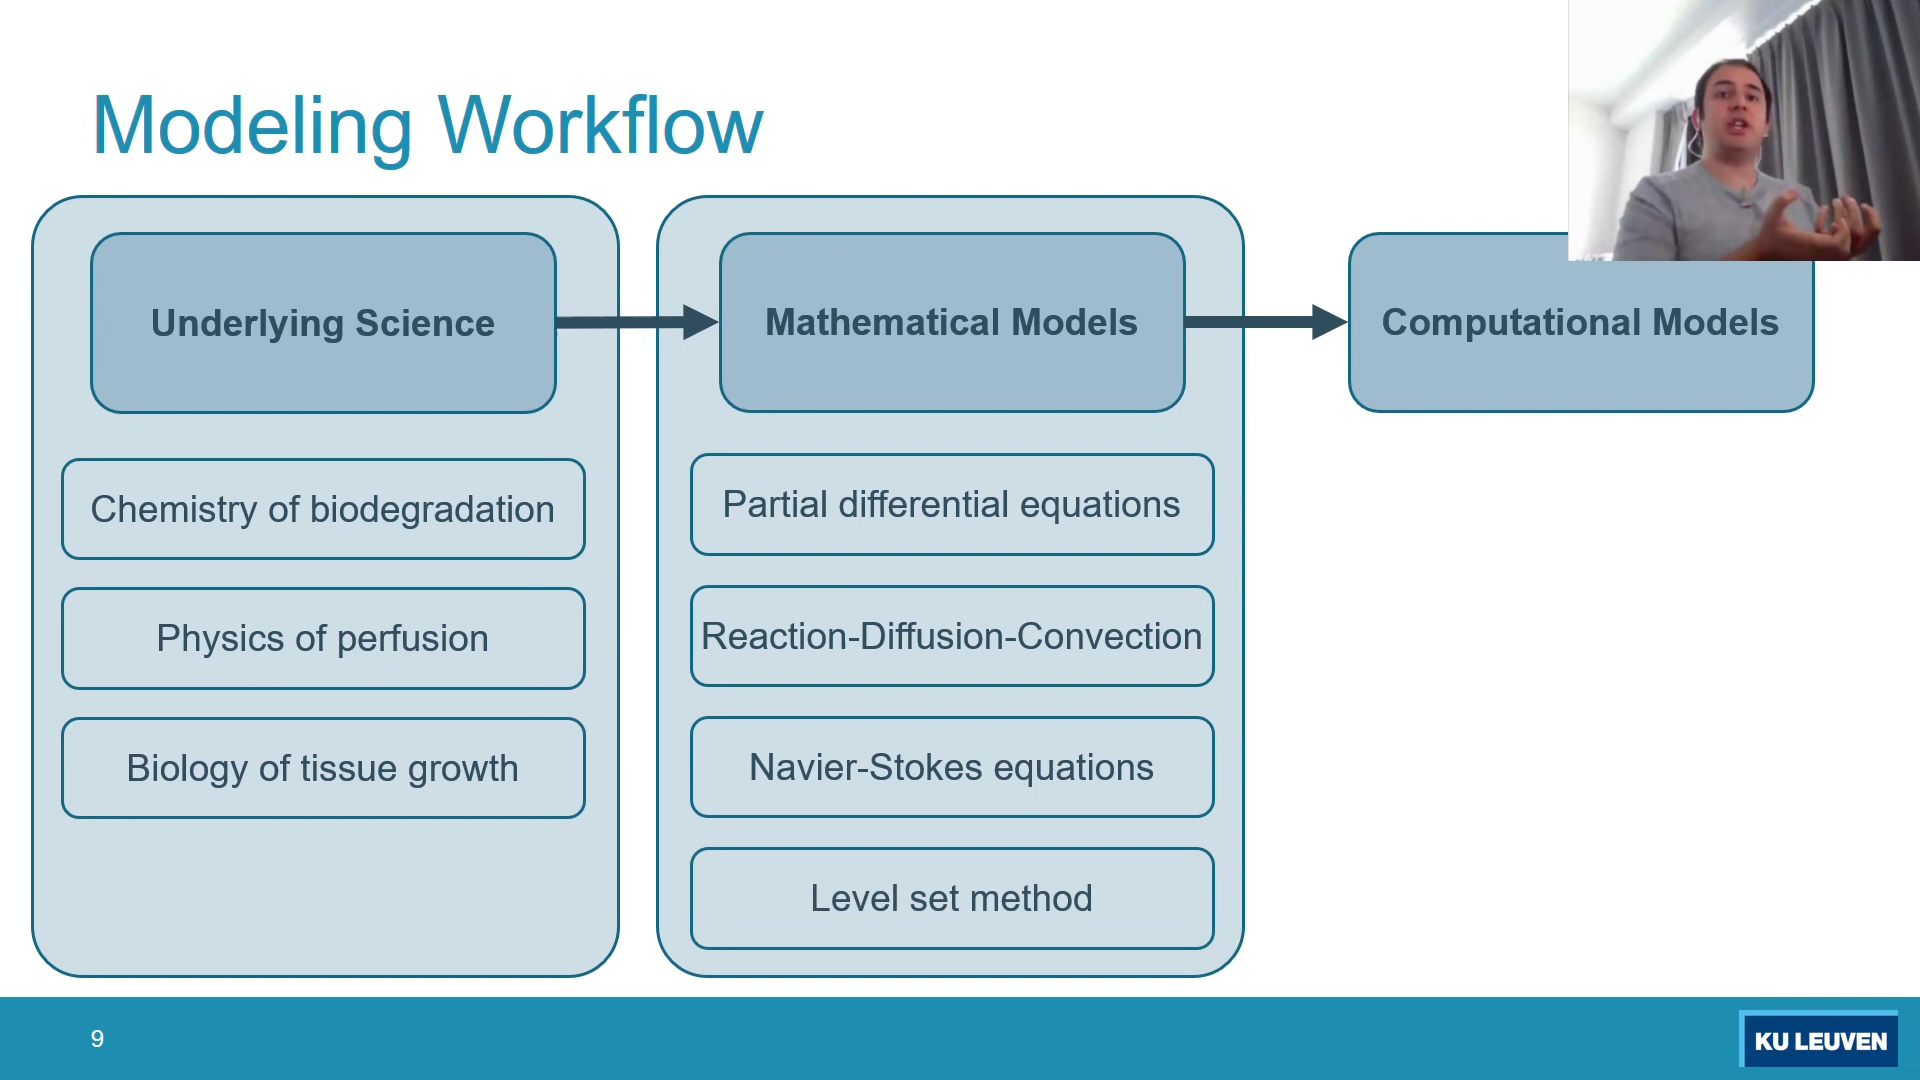 Modeling Workflow
Underlying Science
Mathematical Models
Computational Models
Chemistry of biodegradation
Physics of perfusion
Biology of tissue growth
Partial differential equations
Reaction-Diffusion-Convection
Navier-Stokes equations
Level set method
9
KU LEUVEN